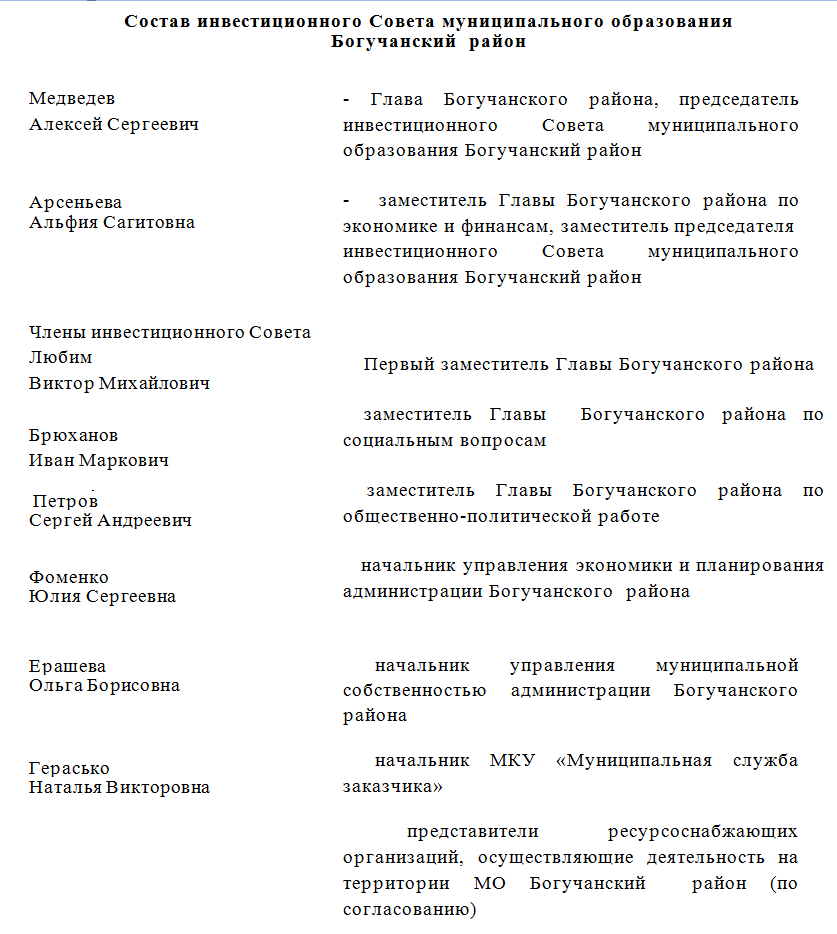 Состав инвестиционного Совета муниципального образования
Богучанский район
Медведев
Алексей Сергеевич
- Глава Богучанского района, председатель
инвестиционного Совета муниципального
образования Богучанский район
Арсеньева
Альфия Сагитовна
- заместитель Главы Богучанского района по
экономике и финансам, заместитель председателя
инвестиционного Совета муниципального
образования Богучанский район
Члены инвестиционного Совета
Любим
Виктор Михайлович
Первый заместитель Главы Богучанского района
Брюханов
Иван Маркович
заместитель Главы Богучанского района по
социальным вопросам
Петров
Сергей Андреевич
заместитель Главы Богучанского района по
общественно-политической работе
Фоменко
Юлия Сергеевна
начальник управления экономики и планирования
администрации Богучанского района
Ерашева
Ольга Борисовна
начальник управления муниципальной
собственностью администрации Богучанского
района
Герасько
Наталья Викторовна
начальник МКУ «Муниципальная служба
заказчика»
представители ресурсоснабжающих
организаций, осуществляющие деятельность на
территории МО Богучанский район (по
согласованию)